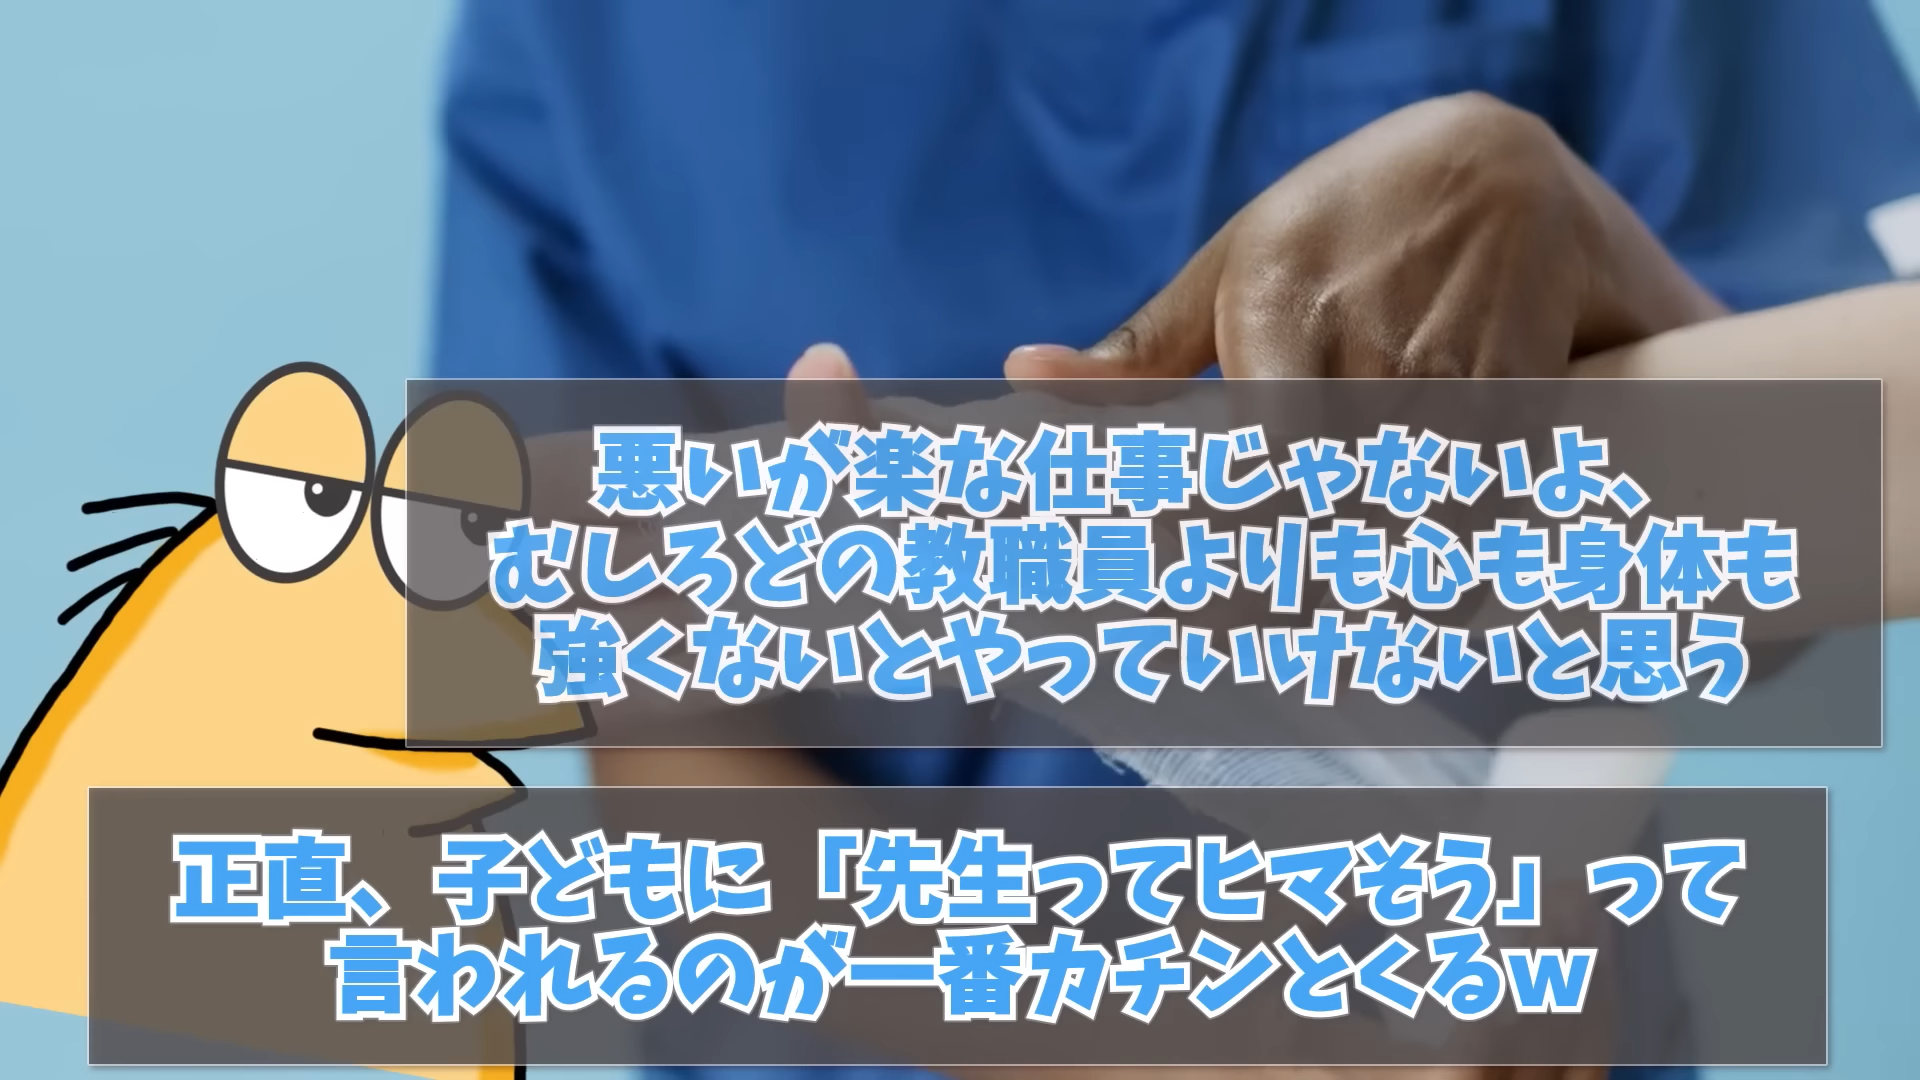 悪いが楽な仕事じゃないよ、
むしろどの教職員よりも心も身体も
強くないとやっていけないと思う
正直、子どもに「先生ってヒマそう」って
言われるのが一番カチンとくるw